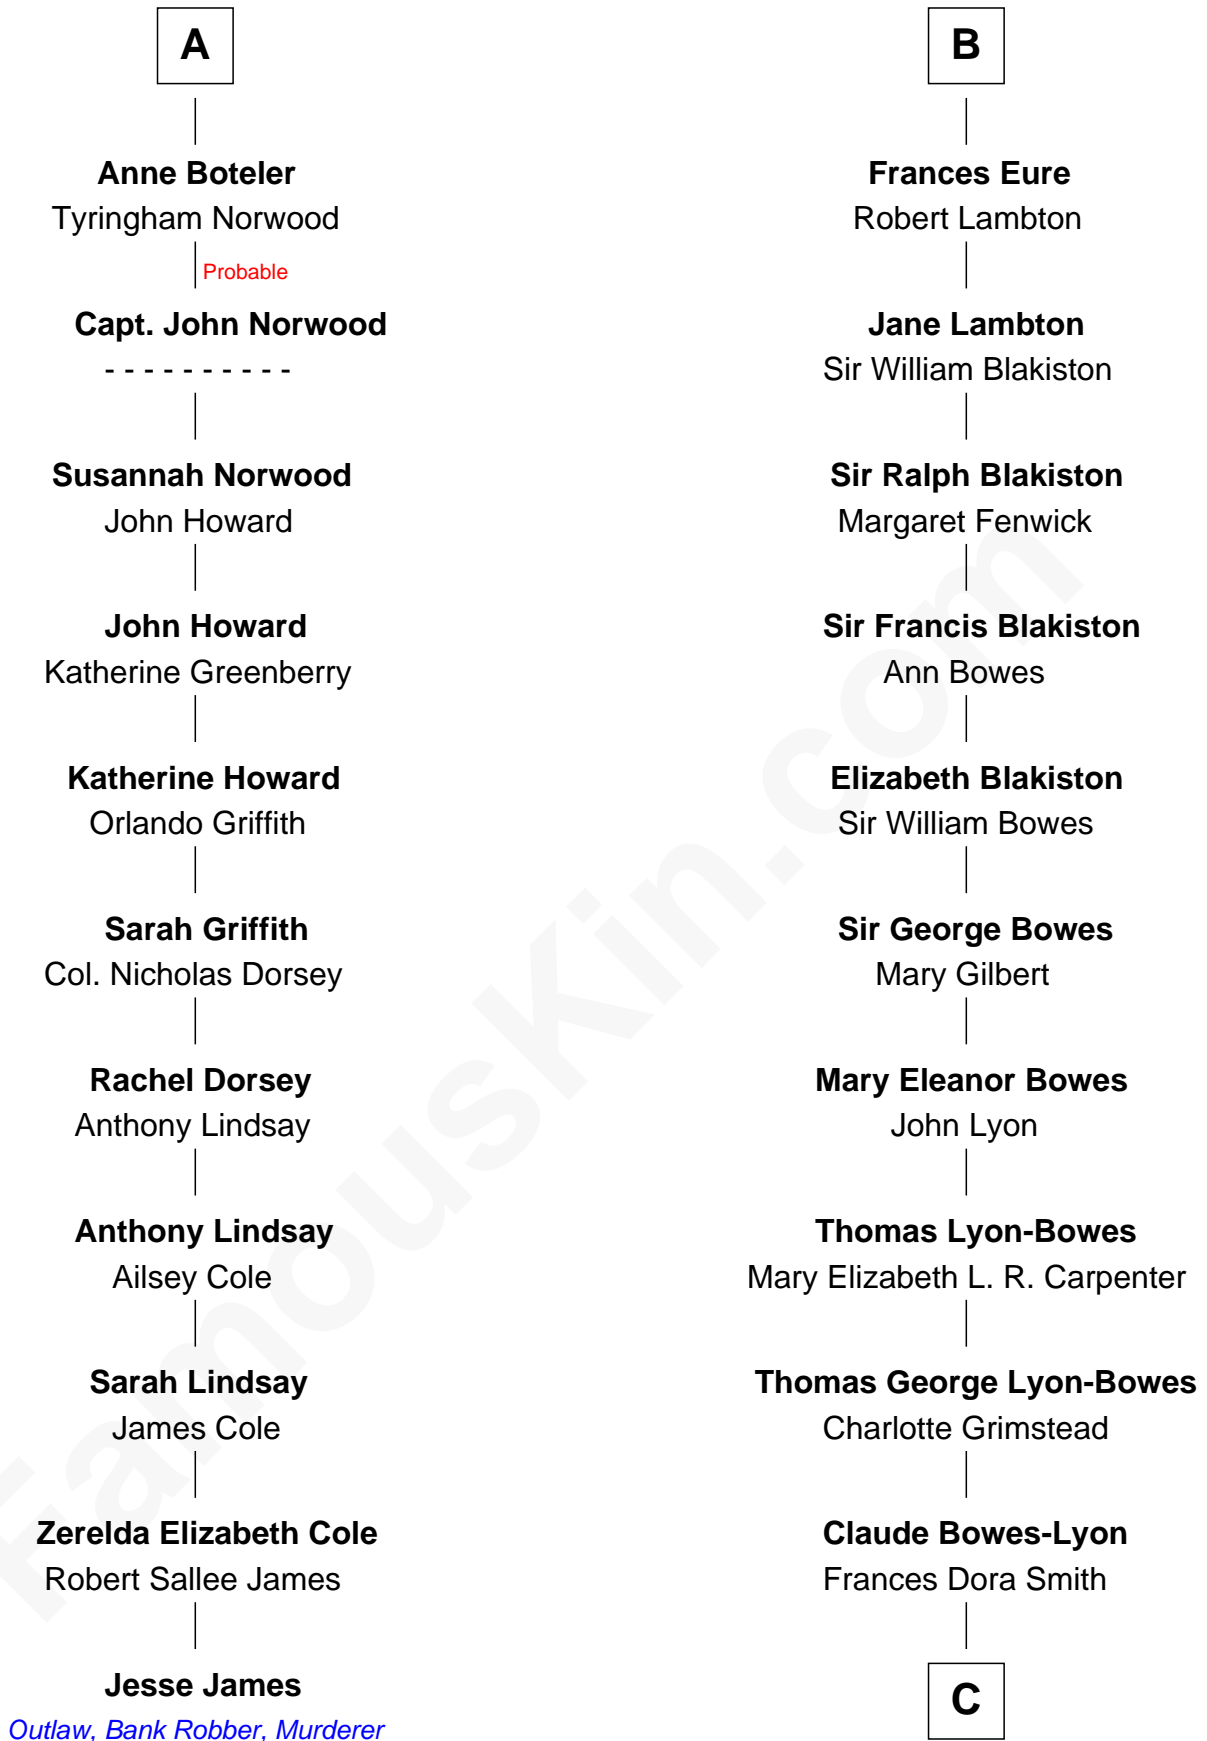 A
Anne Boteler
Tyringham Norwood
Probable
Capt. John Norwood
- - - - - - - - - -
Susannah Norwood
John Howard
John Howard
Katherine Greenberry
Katherine Howard
Orlando Griffith
Sarah Griffith
Col. Nicholas Dorsey
Rachel Dorsey
Anthony Lindsay
Anthony Lindsay
Ailsey Cole
Sarah Lindsay
James Cole
Zerelda Elizabeth Cole
Robert Sallee James
Jesse James
Outlaw, Bank Robber, Murderer
B
Frances Eure
Robert Lambton
Jane Lambton
Sir William Blakiston
Sir Ralph Blakiston
Margaret Fenwick
Sir Francis Blakiston
Ann Bowes
Elizabeth Blakiston
Sir William Bowes
Sir George Bowes
Mary Gilbert
Mary Eleanor Bowes
John Lyon
Thomas Lyon-Bowes
Mary Elizabeth L. R. Carpenter
Thomas George Lyon-Bowes
Charlotte Grimstead
Claude Bowes-Lyon
Frances Dora Smith
C
FamousKin.com